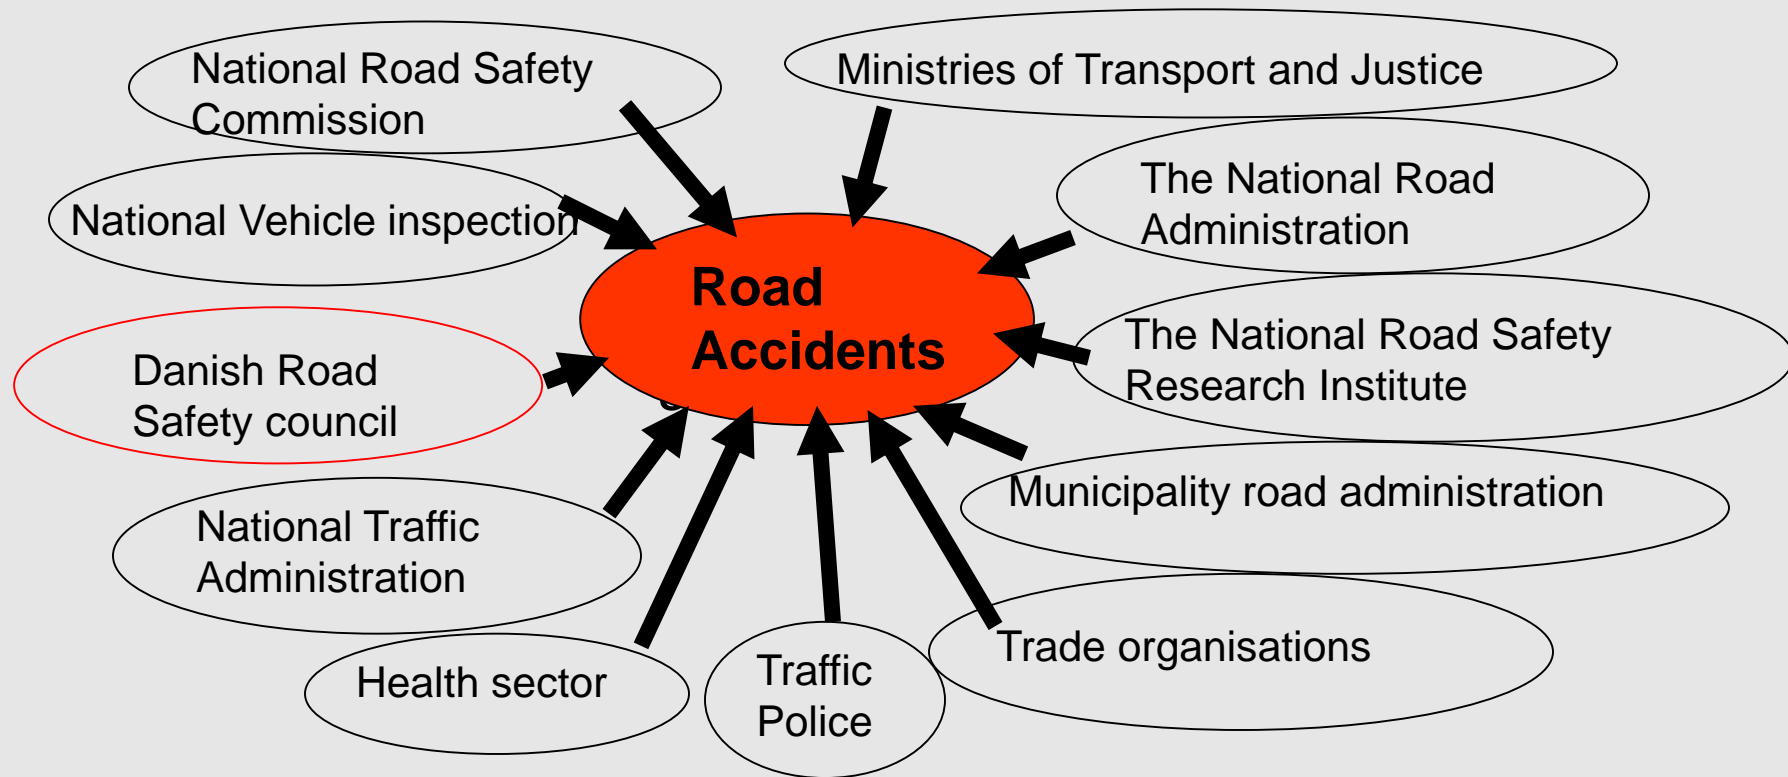 National Road Safety
Commission
Ministries of Transport and Justice
National Vehicle inspection
The National Road
Administration
Road
Accidents
Danish Road
Safety council
The National Road Safety
Research Institute
National Traffic
Administration
Municipality road administration
Health sector
Traffic
Police
Trade organisations